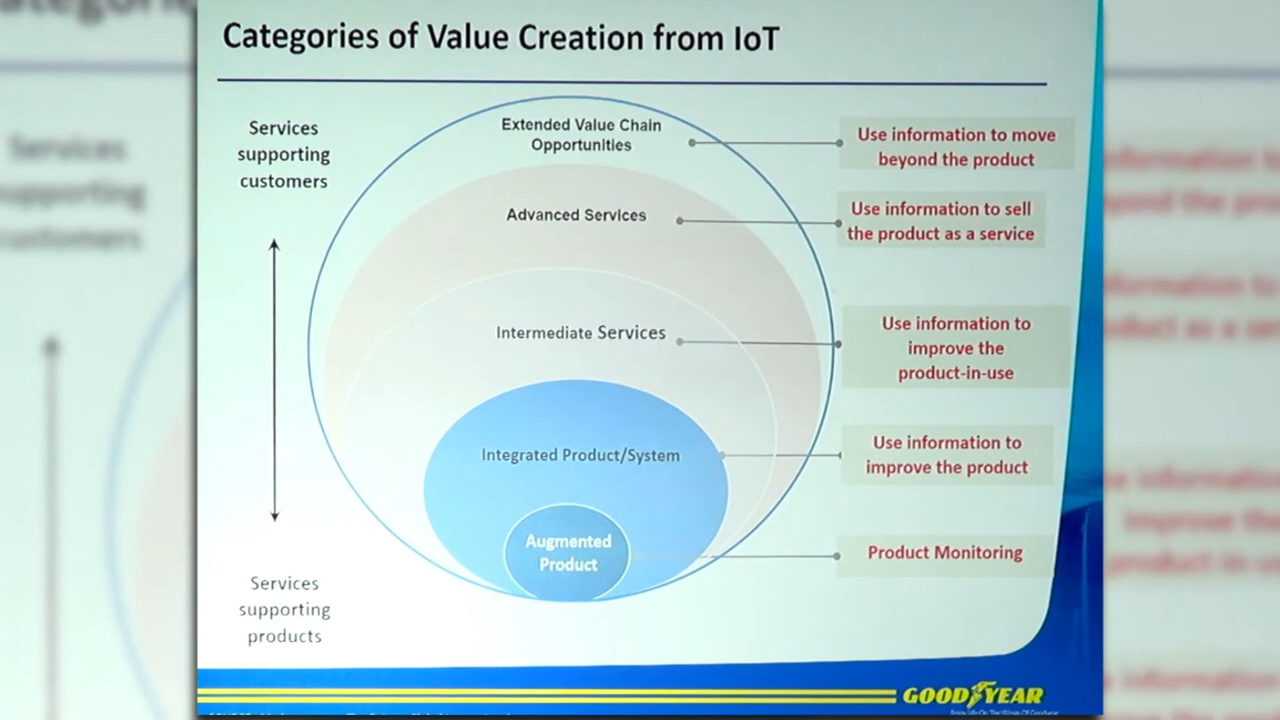 Categories of Value Creation from IoT
Services
supporting
customers
Extended Value Chain
Opportunities
Use information to move
beyond the product
Advanced Services
Use information to sell
the product as a service
Intermediate Services
Use information to
improve the
product-in-use
Integrated Product/System
Use information to
improve the product
Augmented
Product
Product Monitoring
Services
supporting
products
GOODYEAR